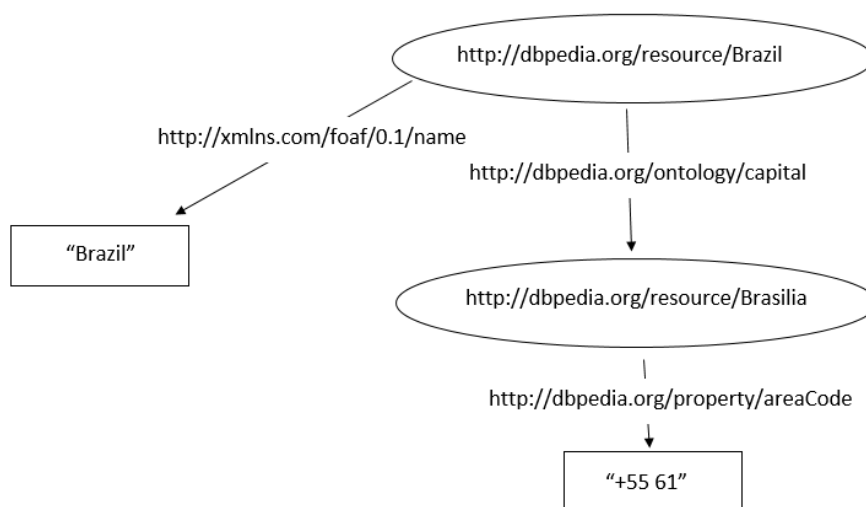 http://dbpedia.org/resource/Brazil
http://xmlns.com/foaf/0.1/name
http://dbpedia.org/ontology/capital
“Brazil”
http://dbpedia.org/resource/Brasilia
http://dbpedia.org/property/areaCode
“+55 61”